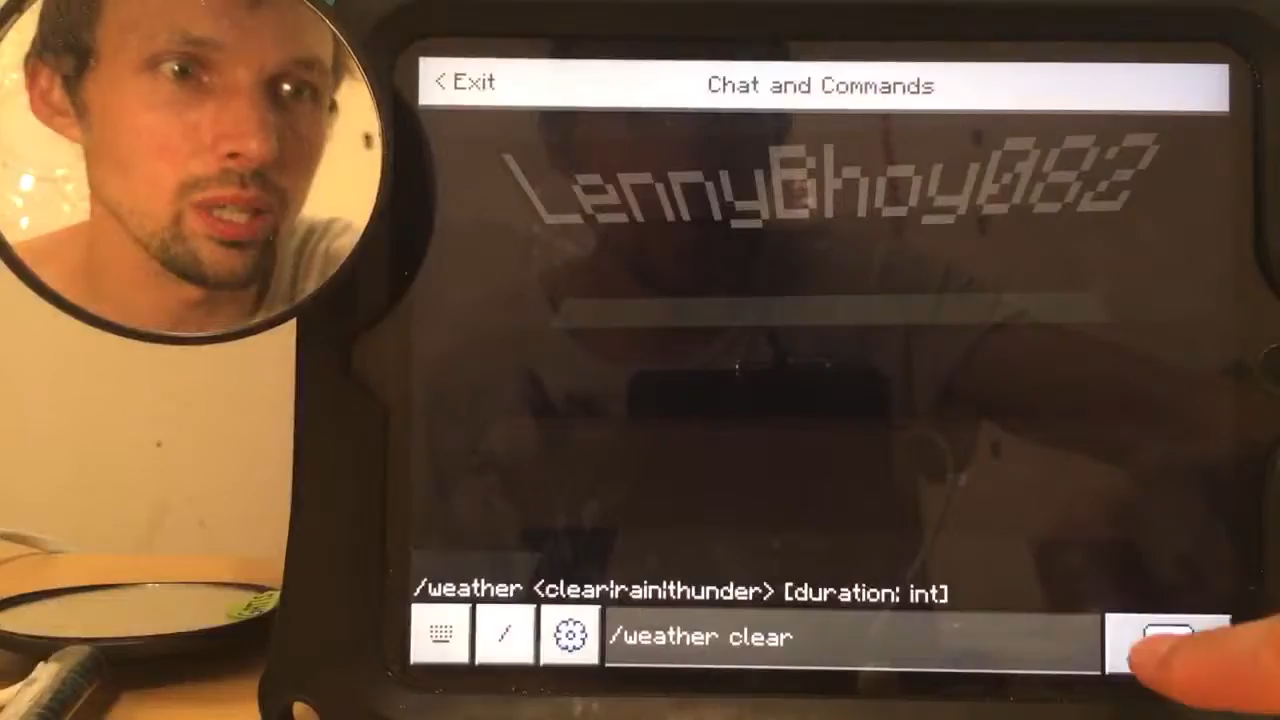 < Exit
Chat and Commands
LennyBhoy082
/weather <clear|rain|thunder> [duration: int]
/
/weather clear